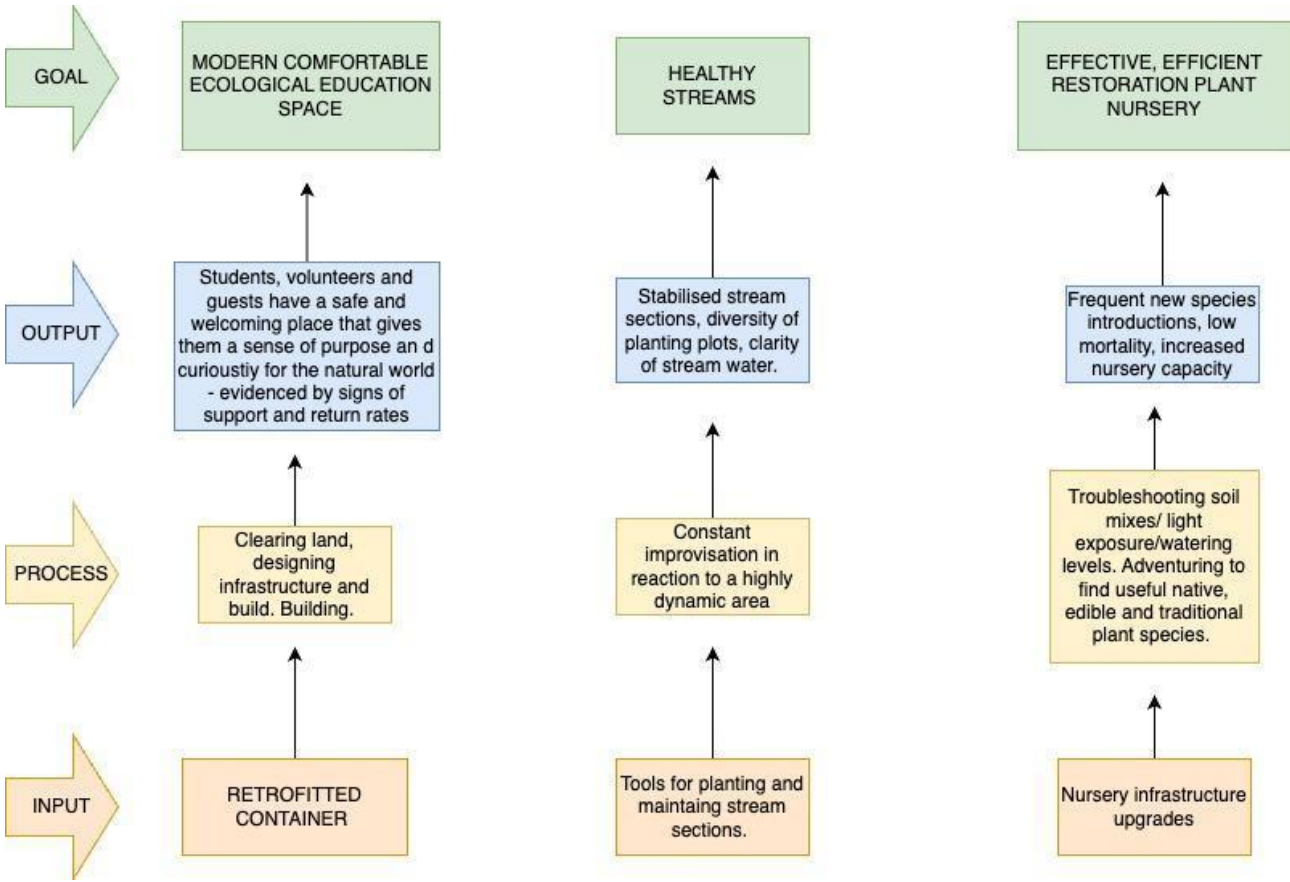 GOAL
MODERN COMFORTABLE
ECOLOGICAL EDUCATION
SPACE
HEALTHY
STREAMS
EFFECTIVE, EFFICIENT
RESTORATION PLANT
NURSERY
OUTPUT
Students, volunteers and
guests have a safe and
welcoming place that gives
them a sense of purpose an d
curioustiy for the natural world
- evidenced by signs of
support and return rates
Stabilised stream
sections, diversity of
planting plots, clarity
of stream water.
Frequent new species
introductions, low
mortality, increased
nursery capacity
PROCESS
Clearing land,
designing
infrastructure and
build. Building.
Constant
improvisation in
reaction to a highly
dynamic area
Troubleshooting soil
mixes/ light
exposure/watering
levels. Adventuring to
find useful native,
edible and traditional
plant species.
INPUT
RETROFITTED
CONTAINER
Tools for planting and
maintaing stream
sections.
Nursery infrastructure
upgrades